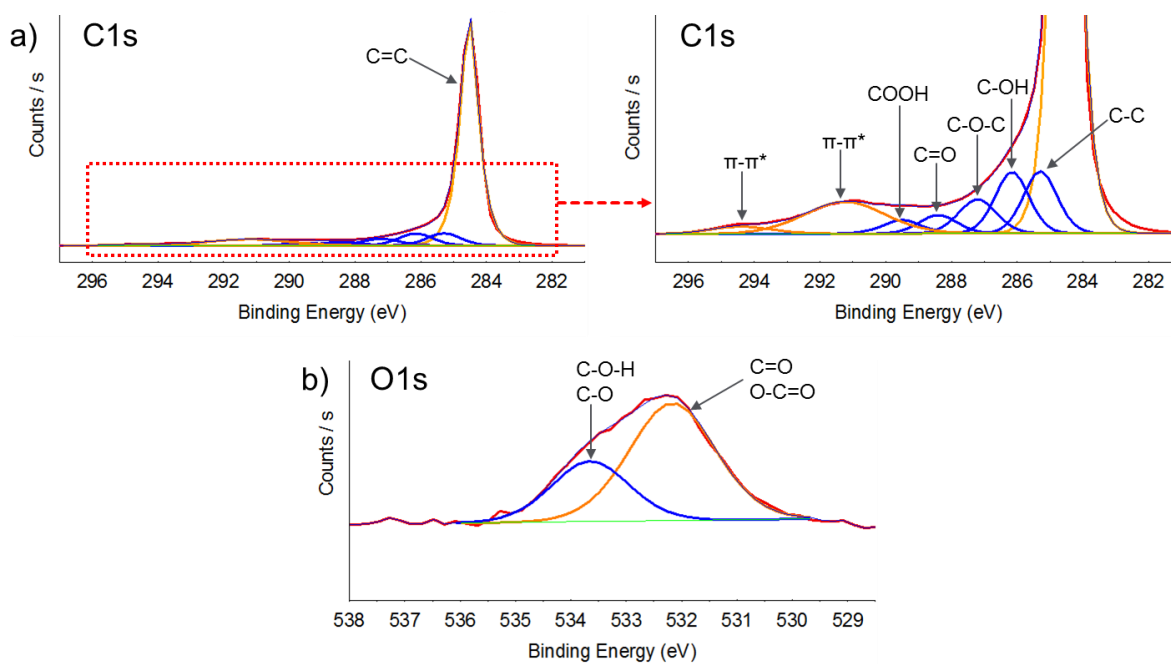 a)
C1s
C=C
Counts / s
296 294 292 290 288 286 284 282
Binding Energy (eV)
C1s
π-π*
π-π*
COOH
C=O
C-O-C
C-OH
C-C
Counts / s
296 294 292 290 288 286 284 282
Binding Energy (eV)
b)
O1s
C-O-H
C-O
C=O
O-C=O
Counts / s
538 537 536 535 534 533 532 531 530 529
Binding Energy (eV)